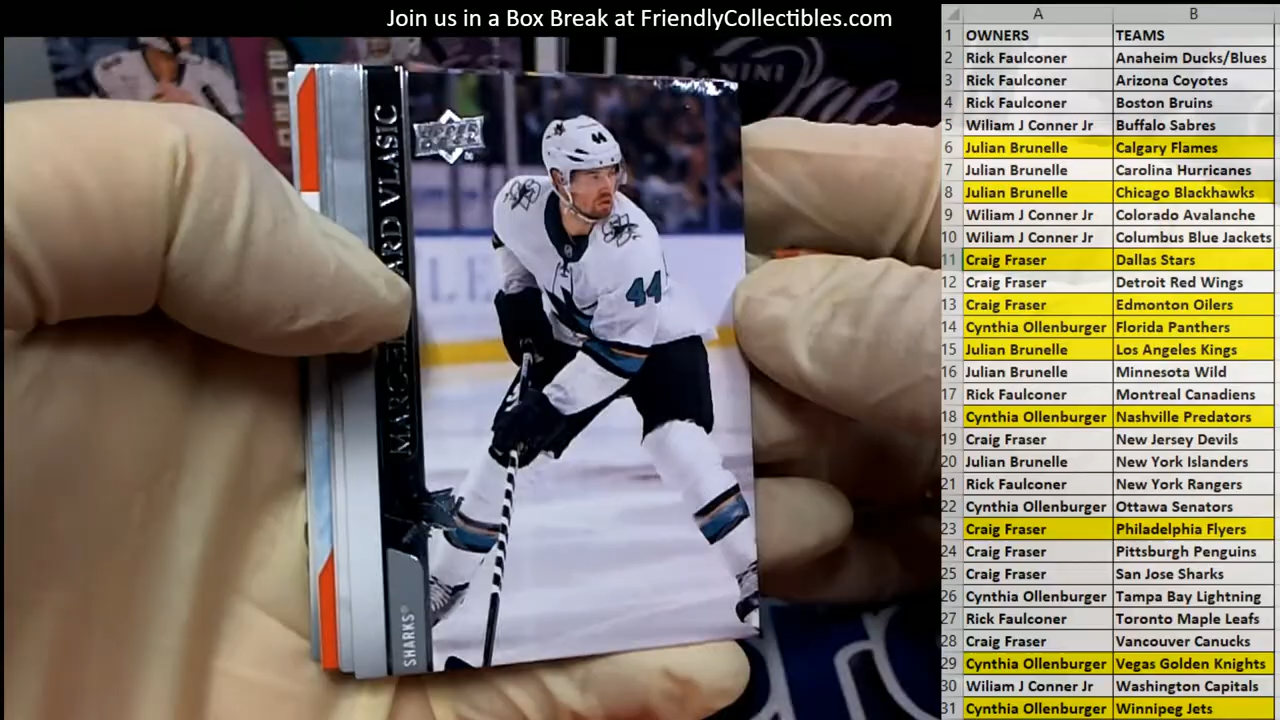 Join us in a Box Break at FriendlyCollectibles.com
PANINI
One
UPPER
44
44
SHARKS
VLASIC
A B
1 OWNERS TEAMS
2 Rick Faulconer Anaheim Ducks/Blues
3 Rick Faulconer Arizona Coyotes
4 Rick Faulconer Boston Bruins
5 Wiliam J Conner Jr Buffalo Sabres
6 Julian Brunelle Calgary Flames
7 Julian Brunelle Carolina Hurricanes
8 Julian Brunelle Chicago Blackhawks
9 Wiliam J Conner Jr Colorado Avalanche
10 Wiliam J Conner Jr Columbus Blue Jackets
11 Craig Fraser Dallas Stars
12 Craig Fraser Detroit Red Wings
13 Craig Fraser Edmonton Oilers
14 Cynthia Ollenburger Florida Panthers
15 Julian Brunelle Los Angeles Kings
16 Julian Brunelle Minnesota Wild
17 Rick Faulconer Montreal Canadiens
18 Cynthia Ollenburger Nashville Predators
19 Craig Fraser New Jersey Devils
20 Julian Brunelle New York Islanders
21 Rick Faulconer New York Rangers
22 Cynthia Ollenburger Ottawa Senators
23 Craig Fraser Philadelphia Flyers
24 Craig Fraser Pittsburgh Penguins
25 Craig Fraser San Jose Sharks
26 Cynthia Ollenburger Tampa Bay Lightning
27 Rick Faulconer Toronto Maple Leafs
28 Craig Fraser Vancouver Canucks
29 Cynthia Ollenburger Vegas Golden Knights
30 Wiliam J Conner Jr Washington Capitals
31 Cynthia Ollenburger Winnipeg Jets